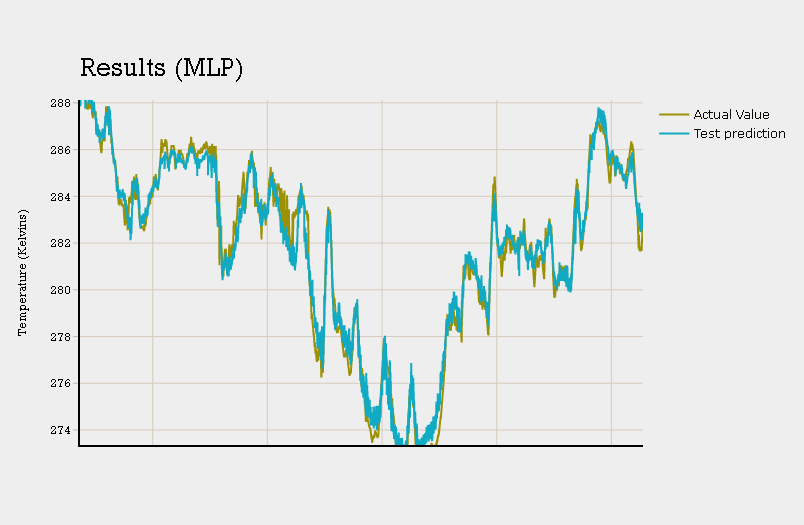 Results (MLP)
288
286
284
282
280
278
276
274
Temperature (Kelvins)
Actual Value
Test prediction